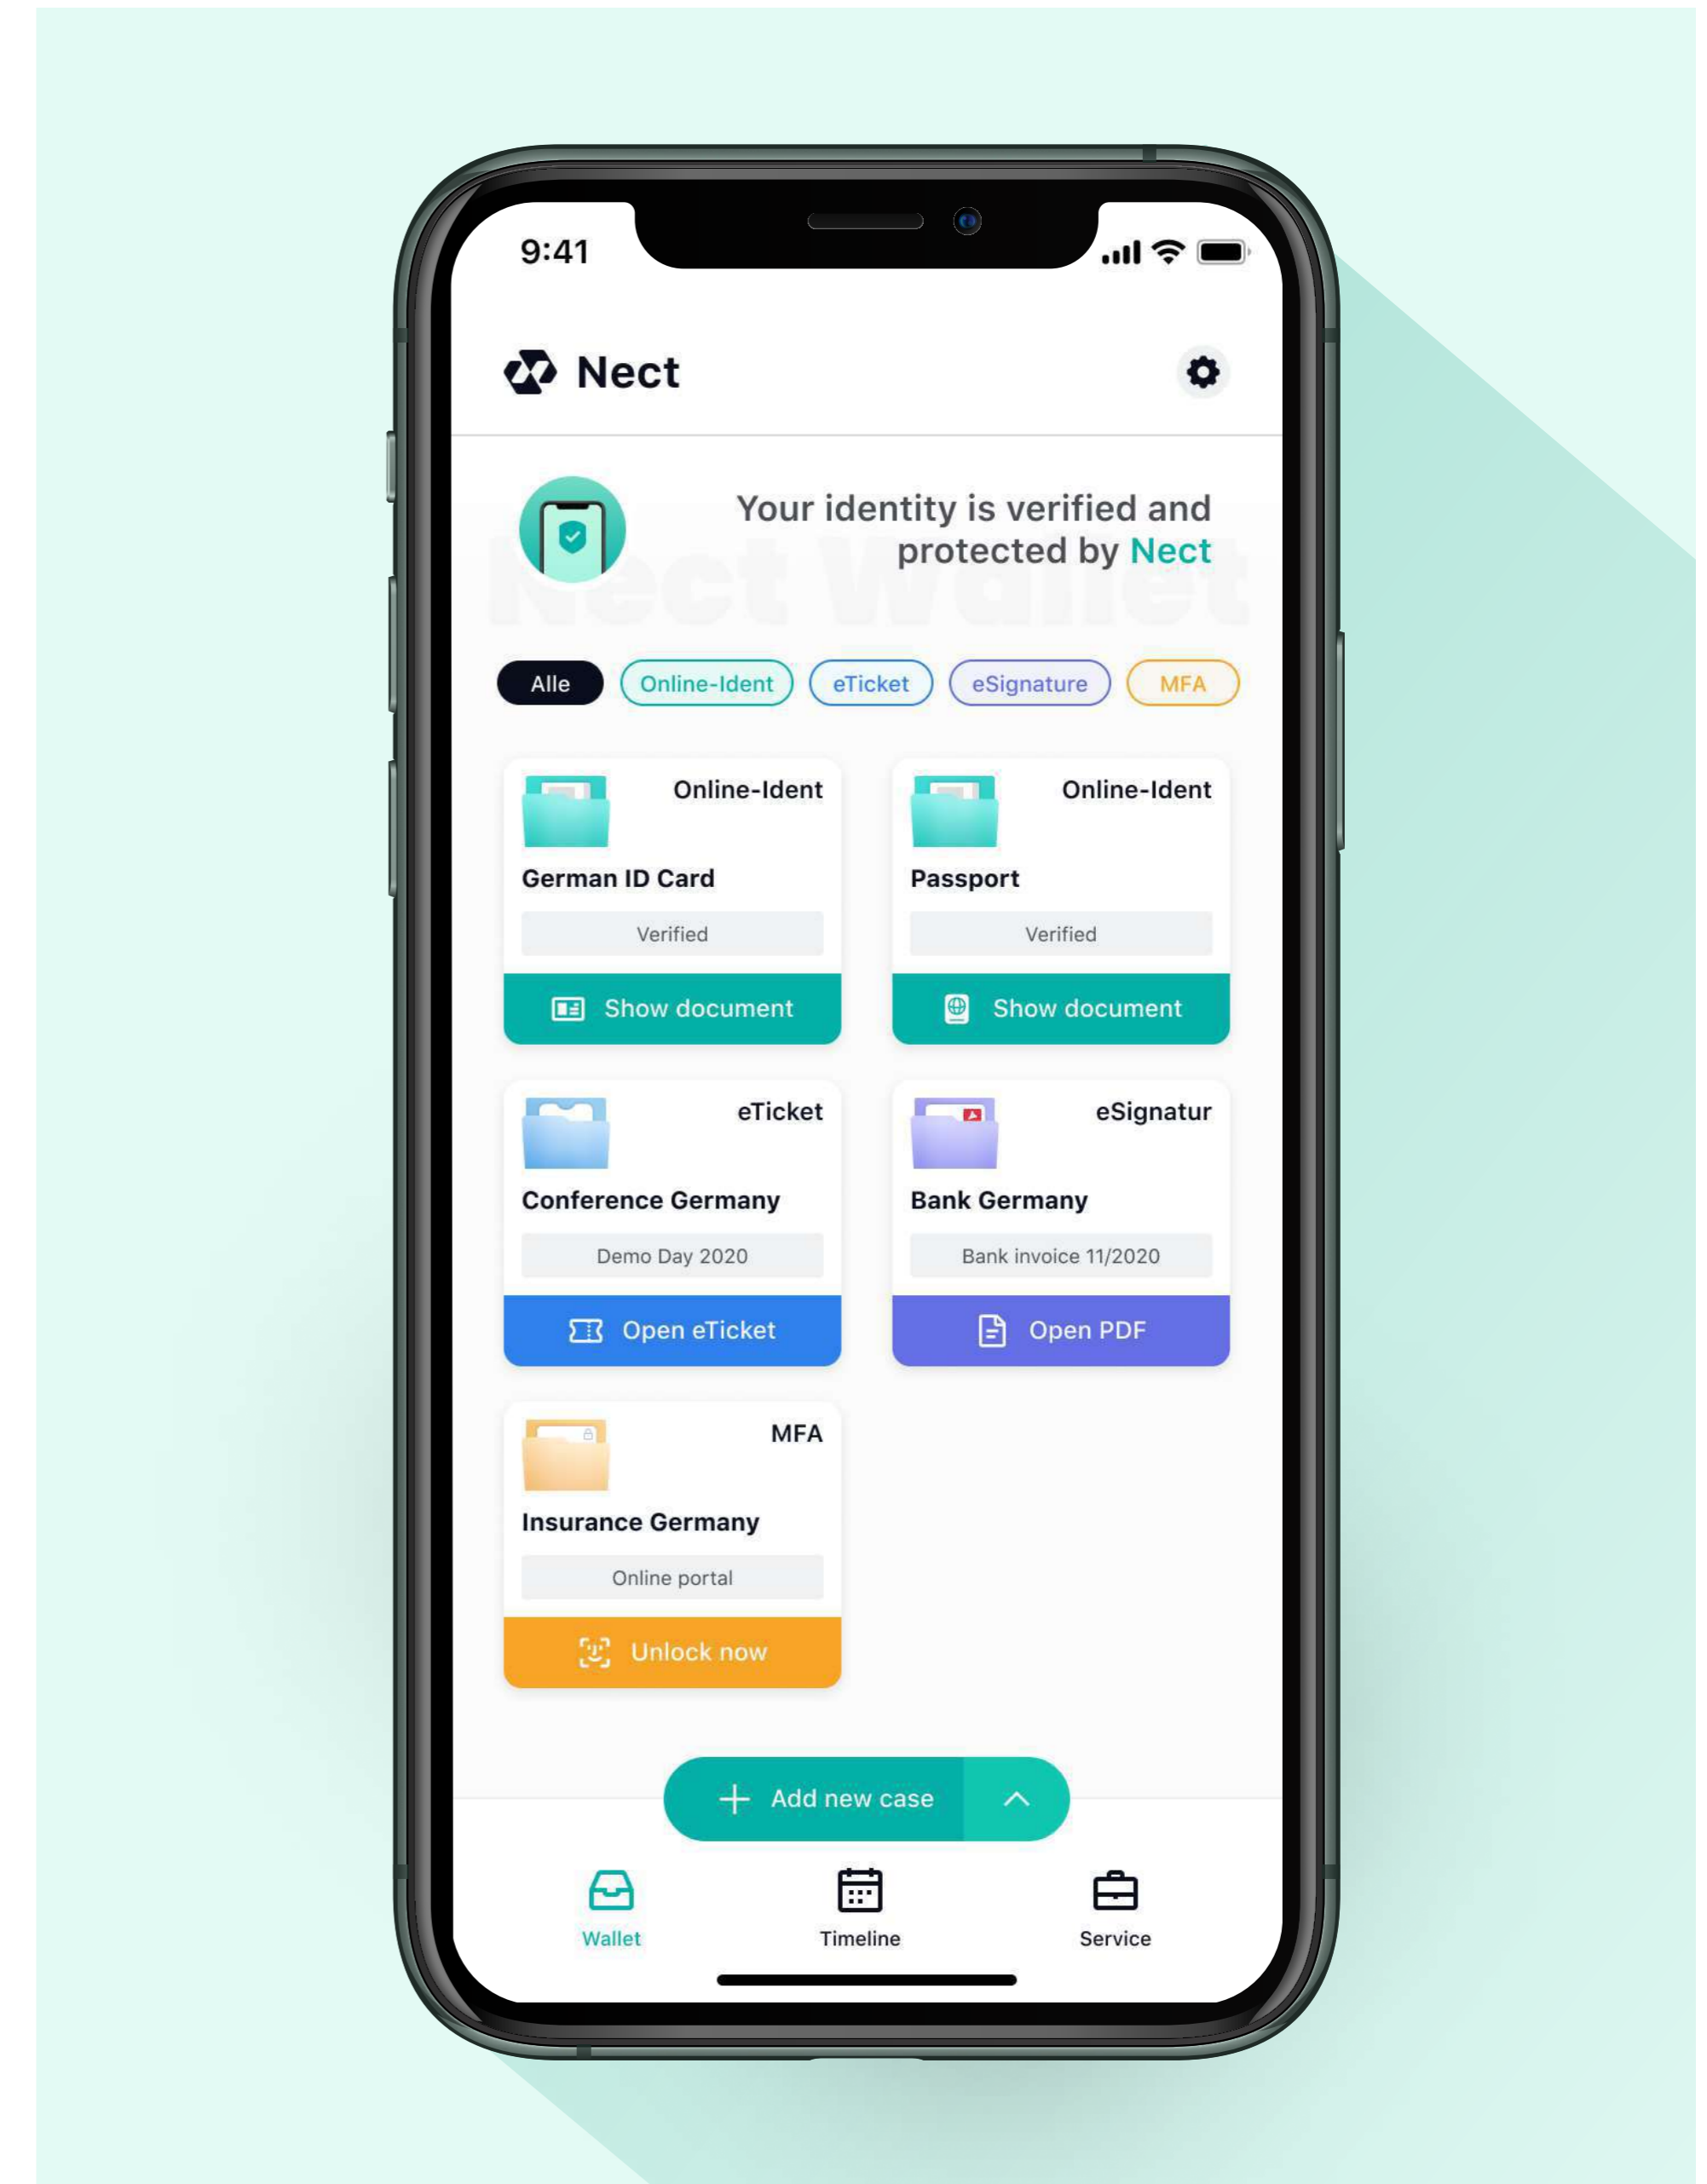 9:41
Nect
Your identity is verified and
protected by Nect
Nect Wallet
Alle
Online-Ident
eTicket
eSignature
MFA
Online-Ident
German ID Card
Verified
Show document
Online-Ident
Passport
Verified
Show document
eTicket
Conference Germany
Demo Day 2020
Open eTicket
eSignatur
Bank Germany
Bank invoice 11/2020
Open PDF
MFA
Insurance Germany
Online portal
Unlock now
Add new case
Wallet
Timeline
Service